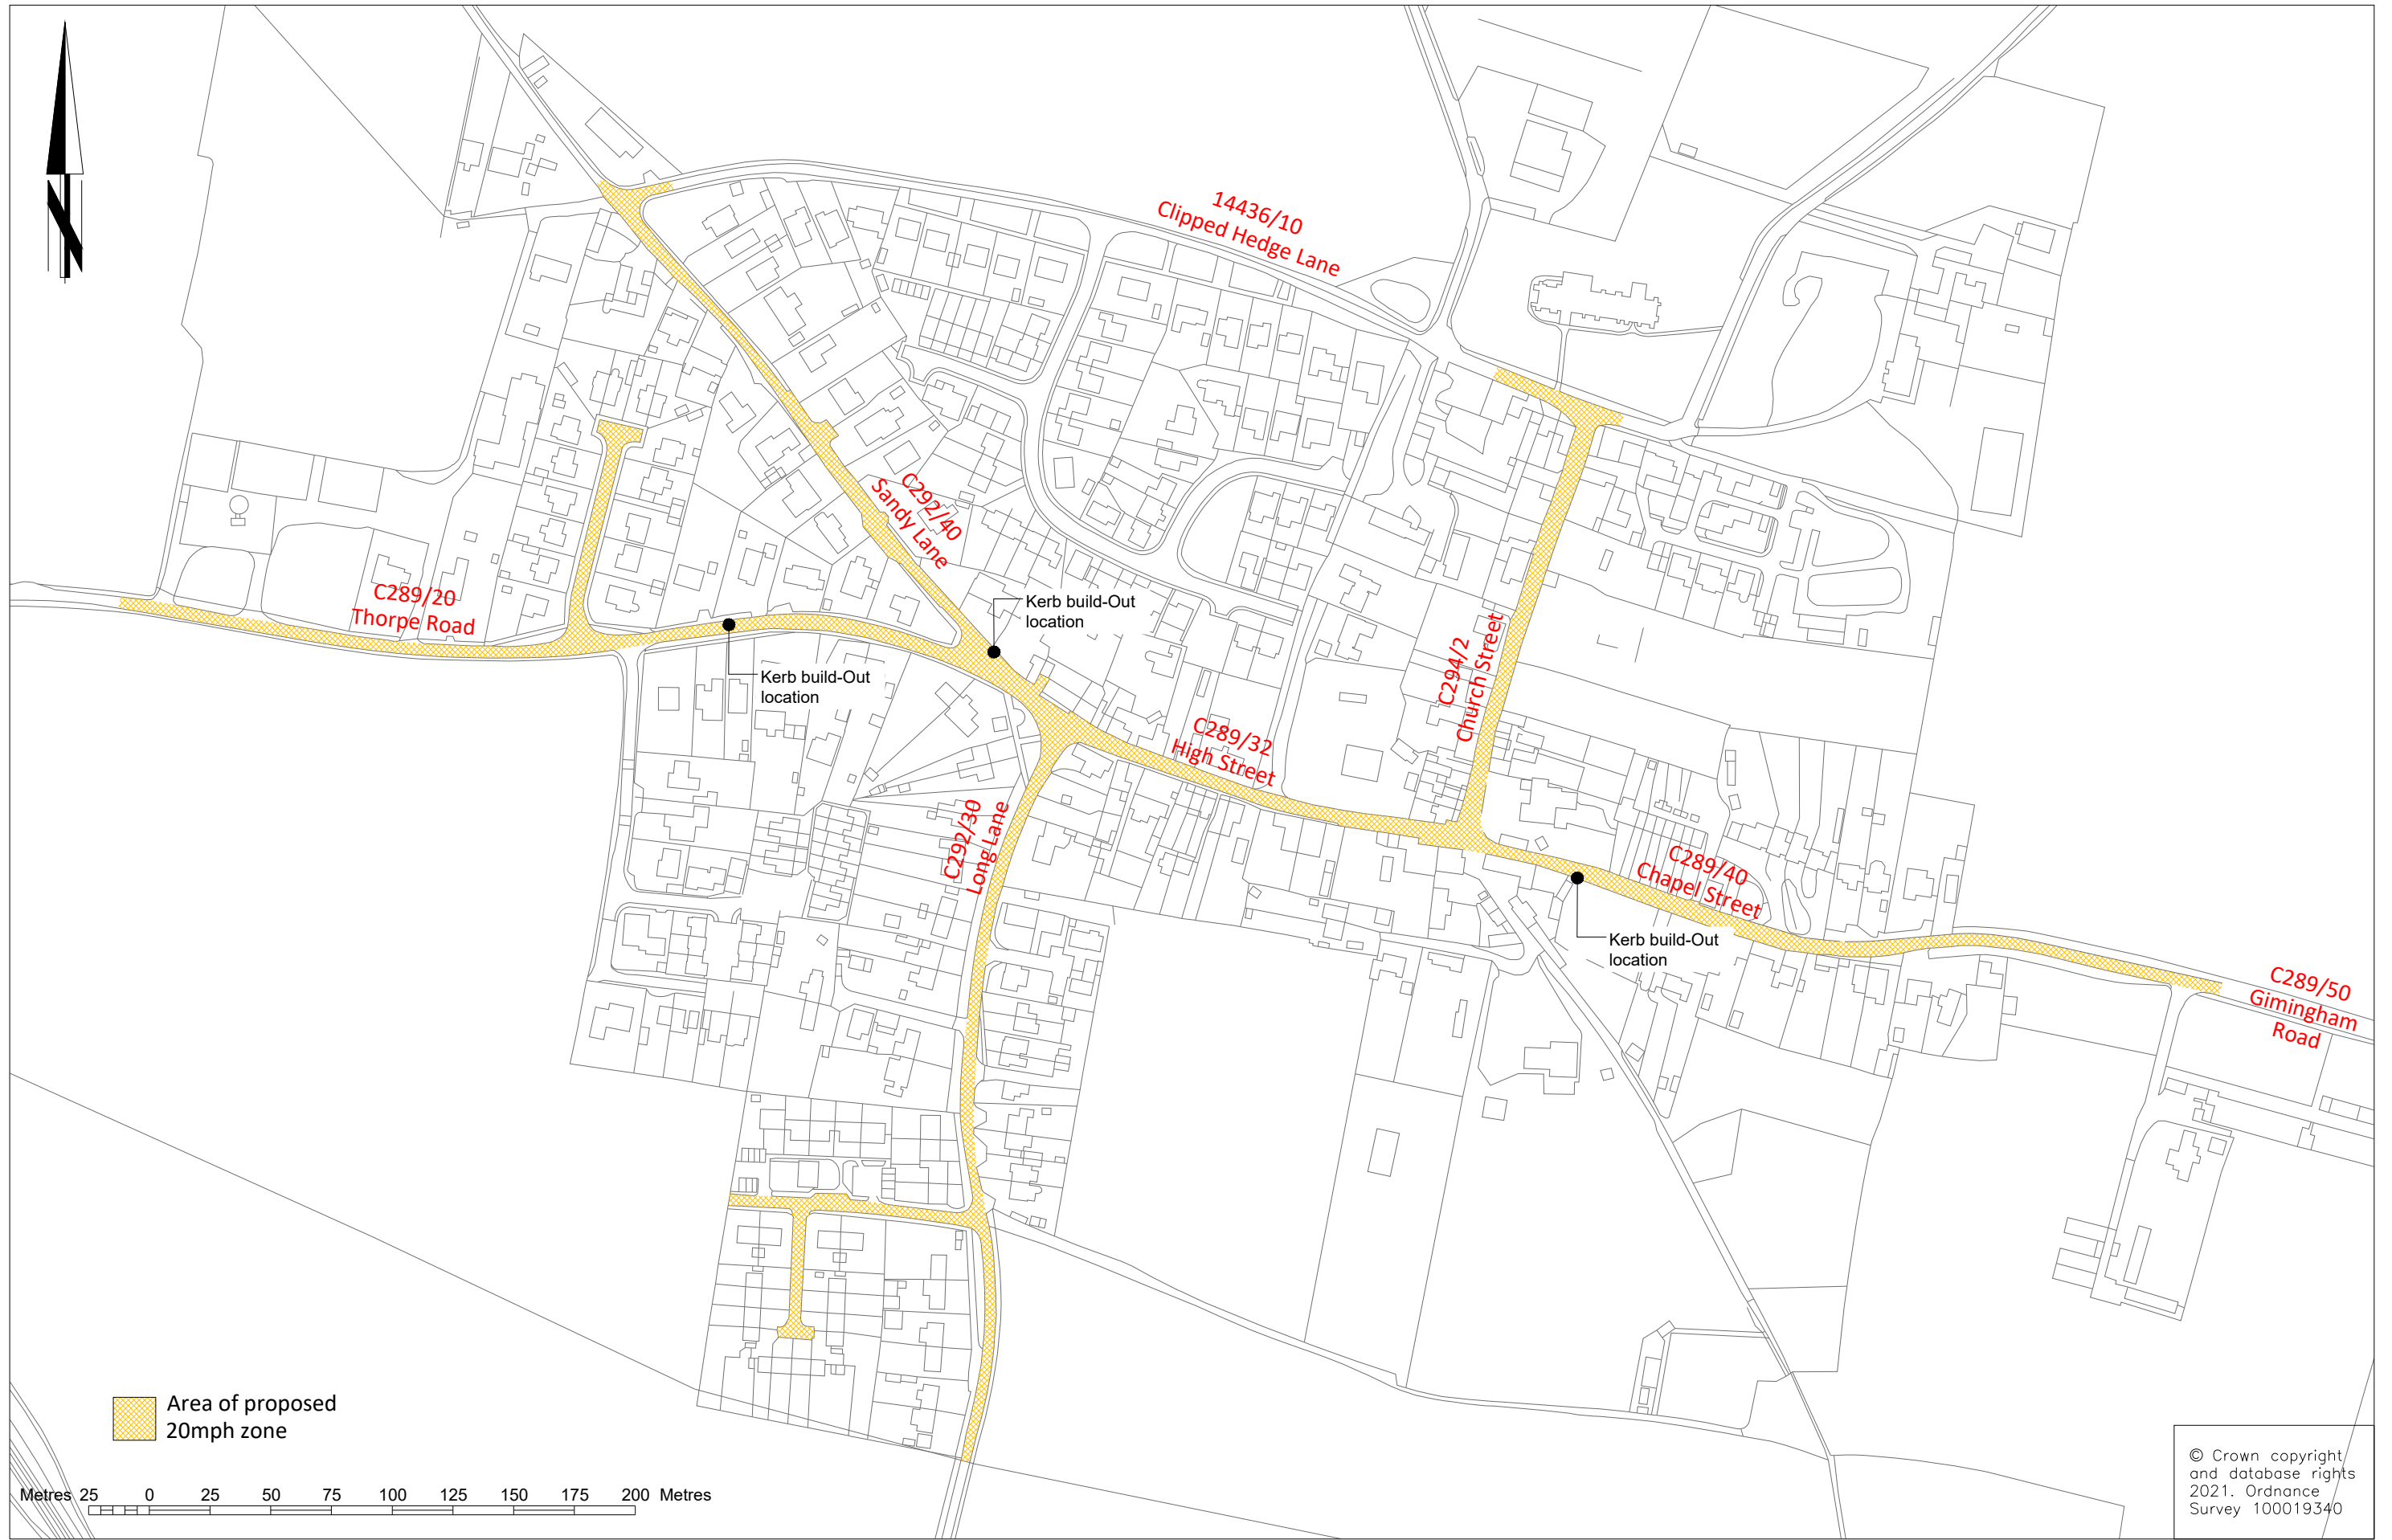 14436/10
Clipped Hedge Lane
C292/40
Sandy Lane
C289/20
Thorpe Road
Kerb build-Out
location
Kerb build-Out
location
C294/2
Church Street
C289/32
High Street
C292/30
Long Lane
C289/40
Chapel Street
Kerb build-Out
location
C289/50
Gimingham
Road
Area of proposed
20mph zone
Metres 25 0 25 50 75 100 125 150 175 200 Metres
© Crown copyright
and database rights
2021. Ordnance
Survey 100019340